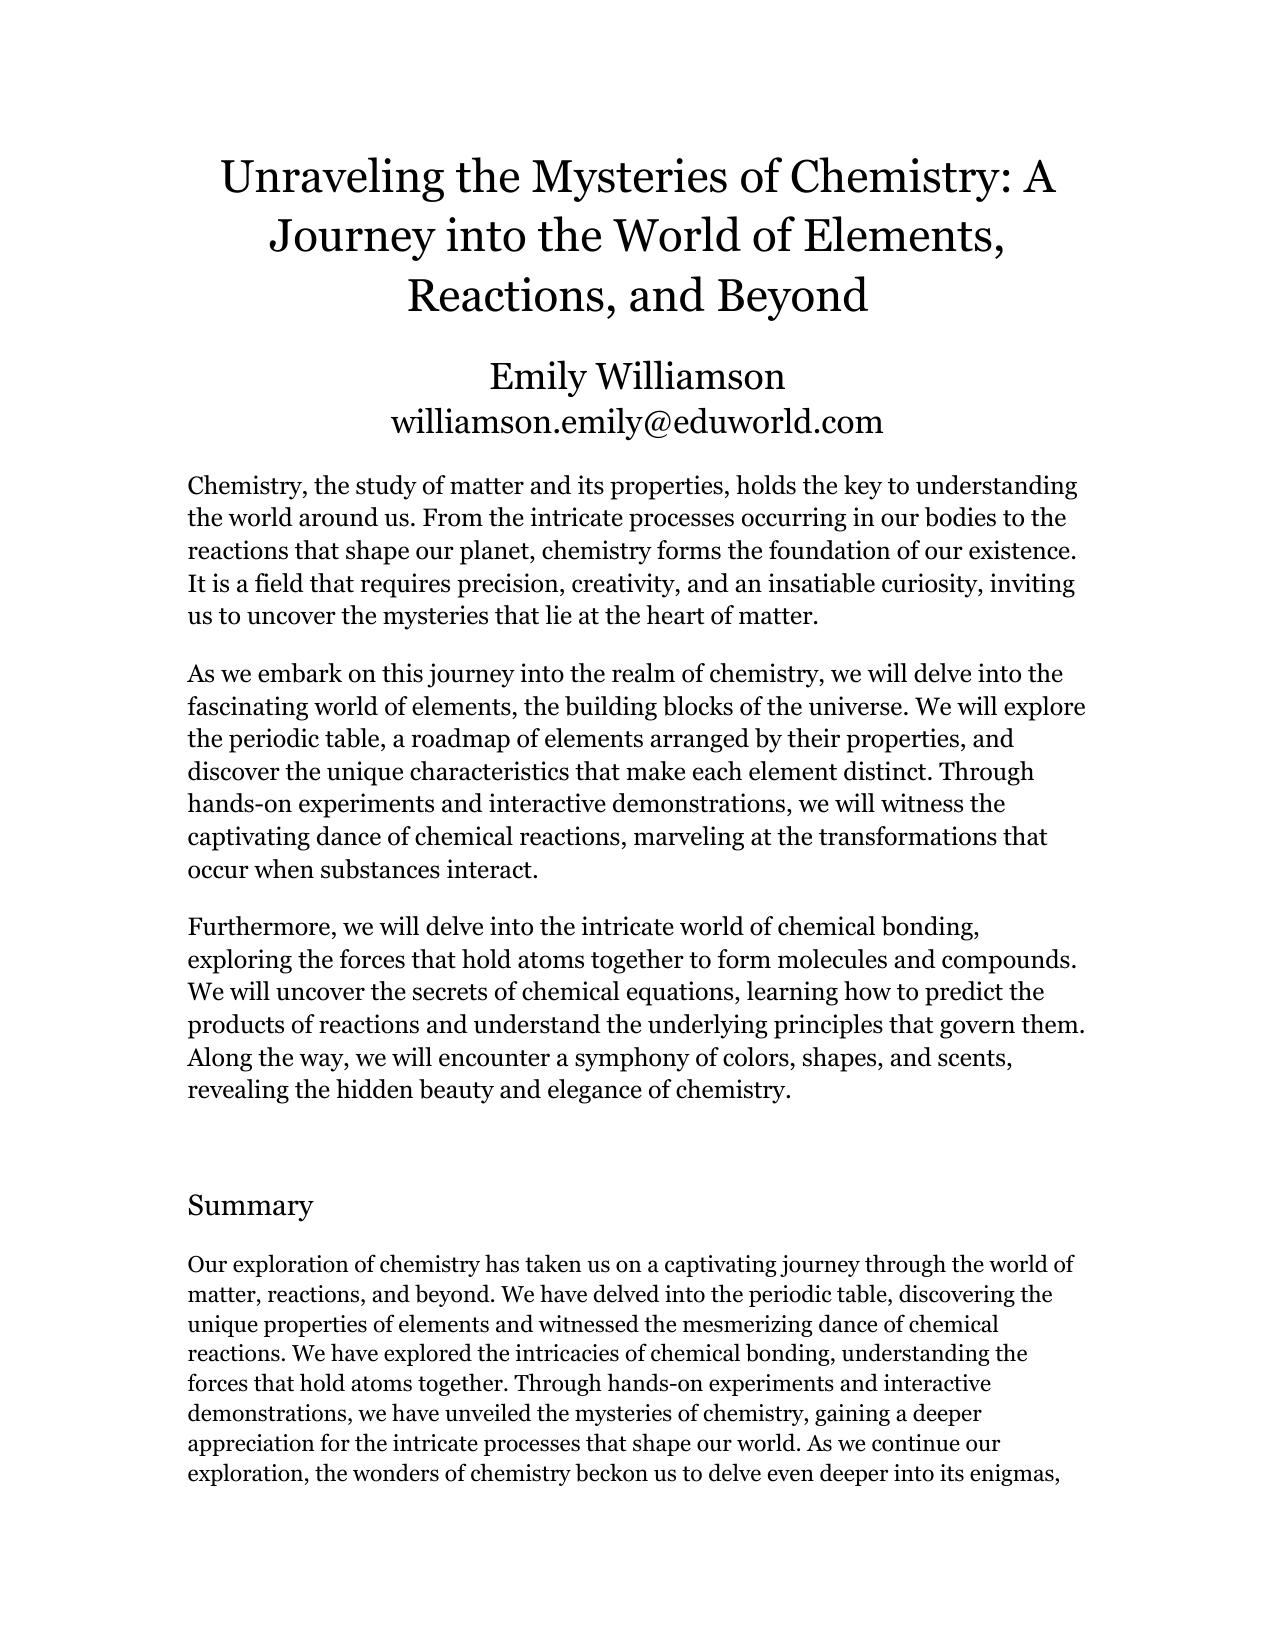 Unraveling the Mysteries of Chemistry: A
Journey into the World of Elements,
Reactions, and Beyond
Emily Williamson
williamson.emily@eduworld.com
Chemistry, the study of matter and its properties, holds the key to understanding
the world around us. From the intricate processes occurring in our bodies to the
reactions that shape our planet, chemistry forms the foundation of our existence.
It is a field that requires precision, creativity, and an insatiable curiosity, inviting
us to uncover the mysteries that lie at the heart of matter.
As we embark on this journey into the realm of chemistry, we will delve into the
fascinating world of elements, the building blocks of the universe. We will explore
the periodic table, a roadmap of elements arranged by their properties, and
discover the unique characteristics that make each element distinct. Through
hands-on experiments and interactive demonstrations, we will witness the
captivating dance of chemical reactions, marveling at the transformations that
occur when substances interact.
Furthermore, we will delve into the intricate world of chemical bonding,
exploring the forces that hold atoms together to form molecules and compounds.
We will uncover the secrets of chemical equations, learning how to predict the
products of reactions and understand the underlying principles that govern them.
Along the way, we will encounter a symphony of colors, shapes, and scents,
revealing the hidden beauty and elegance of chemistry.
Summary
Our exploration of chemistry has taken us on a captivating journey through the world of
matter, reactions, and beyond. We have delved into the periodic table, discovering the
unique properties of elements and witnessed the mesmerizing dance of chemical
reactions. We have explored the intricacies of chemical bonding, understanding the
forces that hold atoms together. Through hands-on experiments and interactive
demonstrations, we have unveiled the mysteries of chemistry, gaining a deeper
appreciation for the intricate processes that shape our world. As we continue our
exploration, the wonders of chemistry beckon us to delve even deeper into its enigmas,